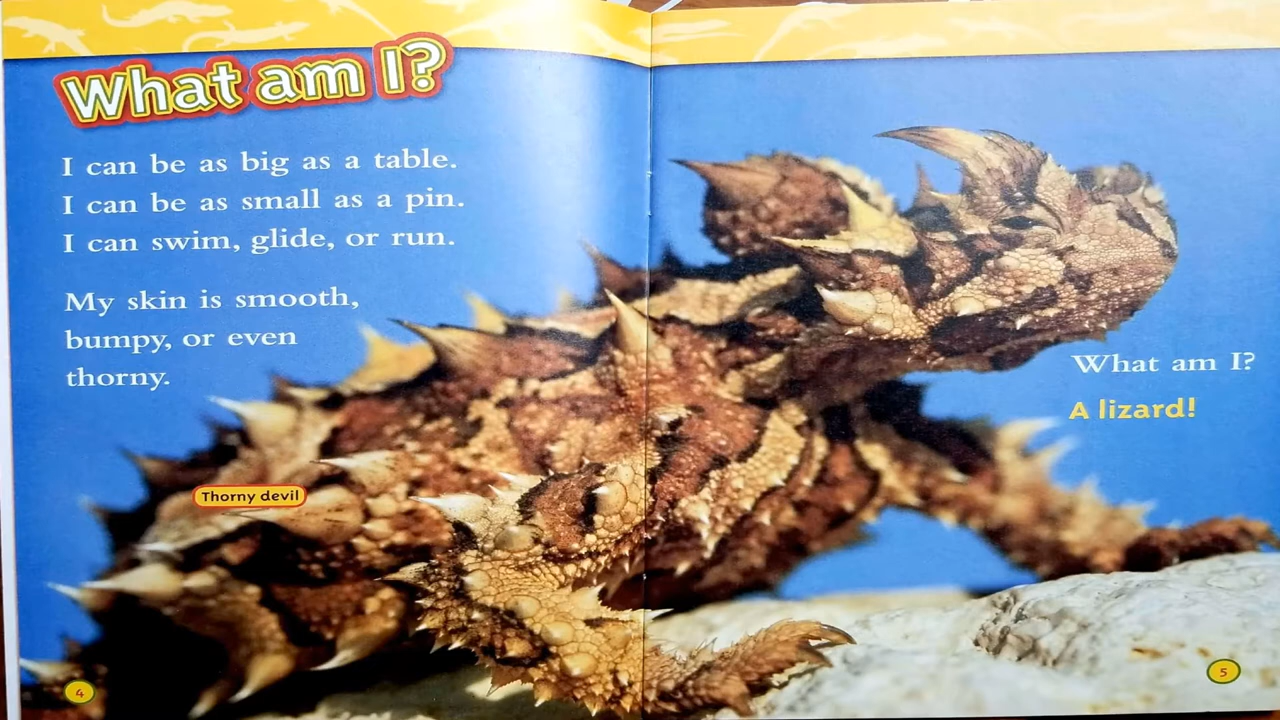 What am I?
I can be as big as a table.
I can be as small as a pin.
I can swim, glide, or run.
My skin is smooth,
bumpy, or even
thorny.
Thorny devil
4
What am I?
A lizard!
5